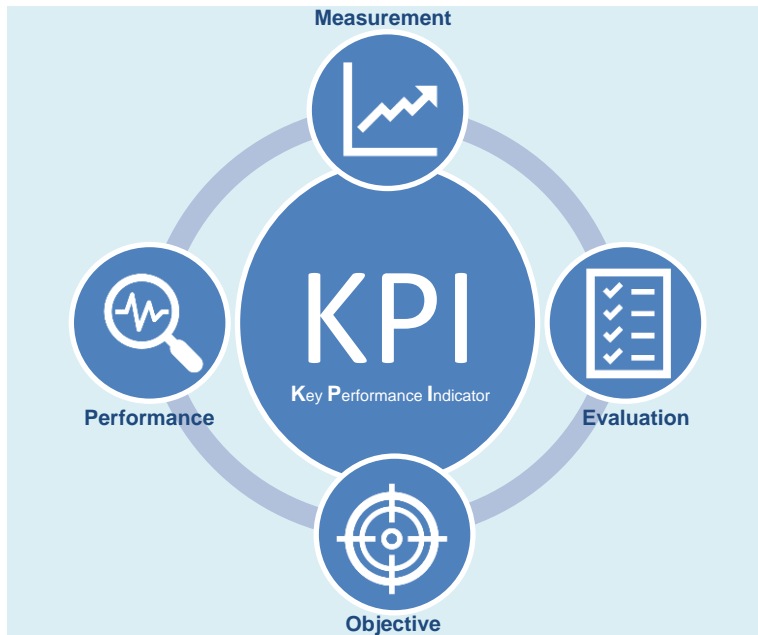 Measurement
KPI
Key Performance Indicator
Performance
Evaluation
Objective